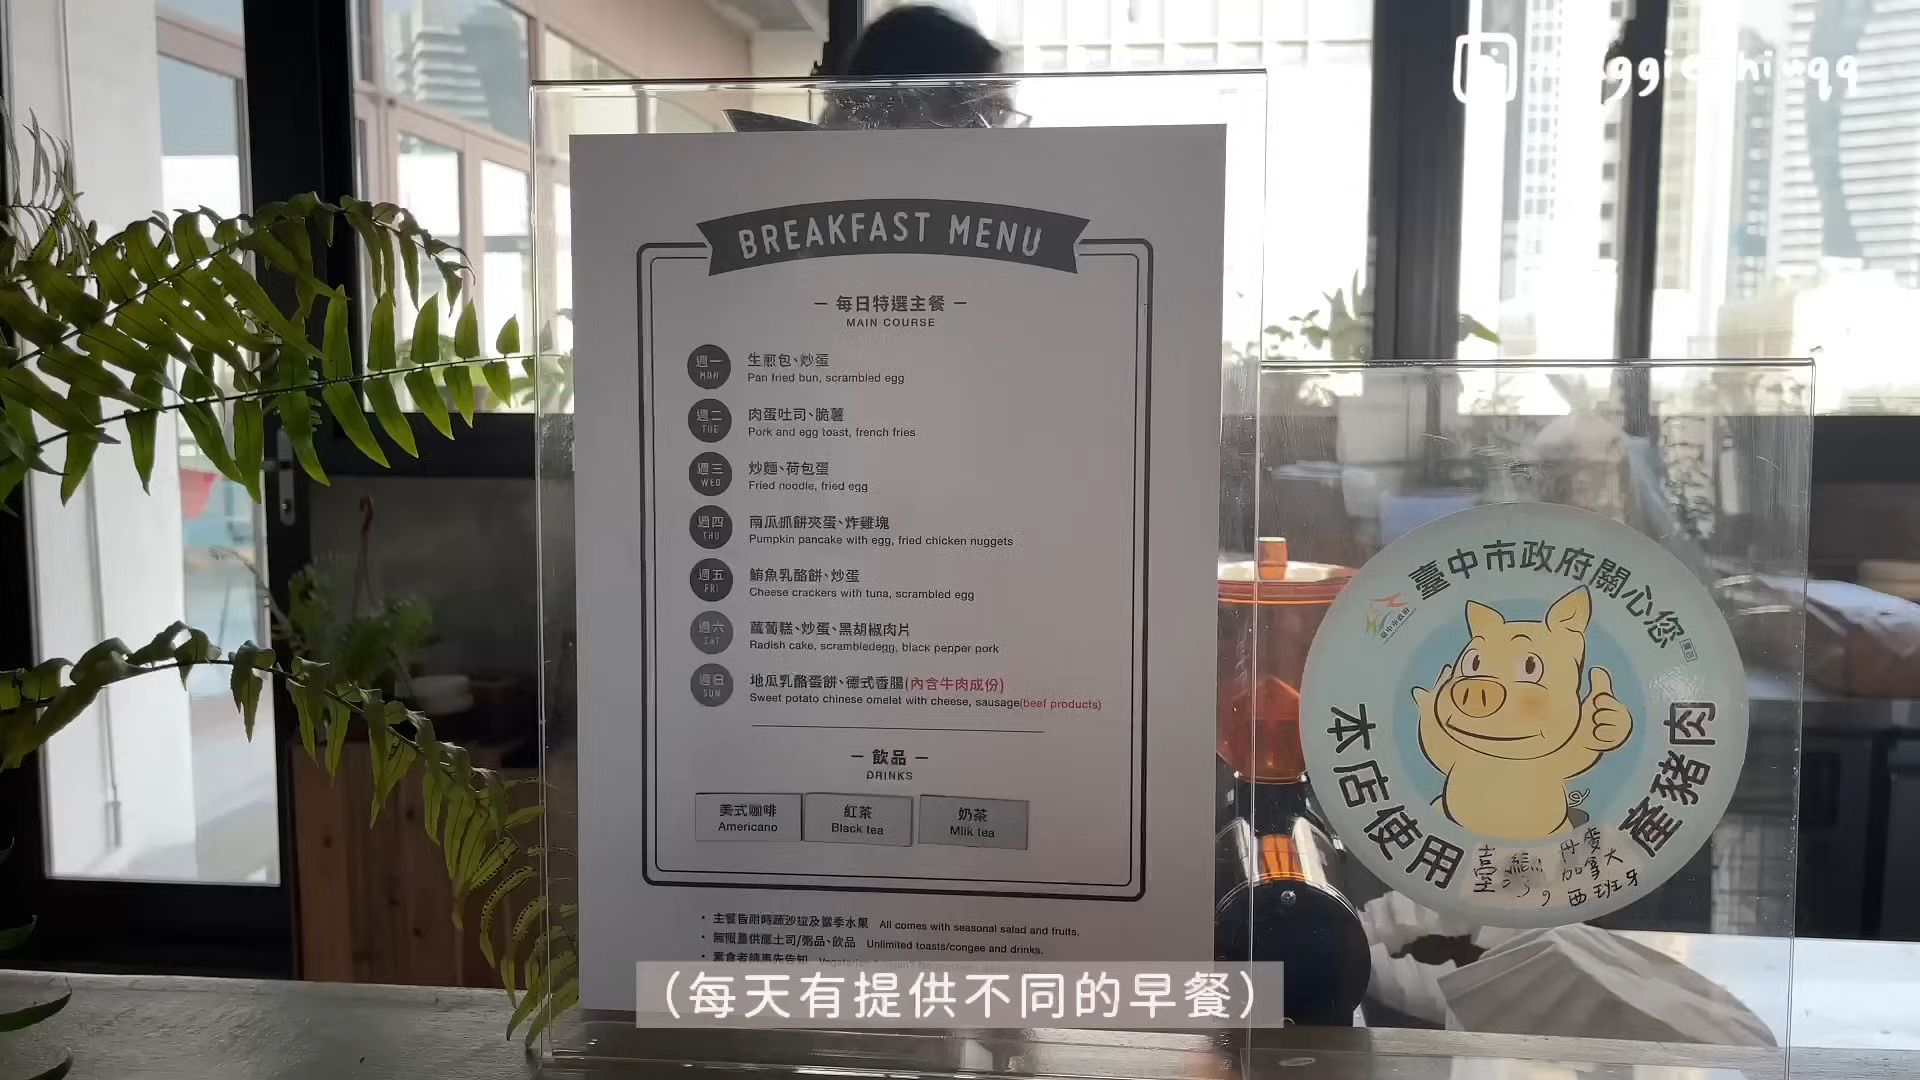 BREAKFAST MENU
– 每日特選主餐 –
MAIN COURSE
週一
MON
生煎包、炒蛋
Pan fried bun, scrambled egg
週二
TUE
肉蛋吐司、脆薯
Pork and egg toast, french fries
週三
WED
炒麵、荷包蛋
Fried noodle, fried egg
週四
THU
南瓜抓餅夾蛋、炸雞塊
Pumpkin pancake with egg, fried chicken nuggets
週五
FRI
鮪魚乳酪餅、炒蛋
Cheese crackers with tuna, scrambled egg
週六
SAT
蘿蔔糕、炒蛋、黑胡椒肉片
Radish cake, scrambledegg, black pepper pork
週日
SUN
地瓜乳酪蛋餅、德式香腸(內含牛肉成份)
Sweet potato chinese omelet with cheese, sausage(beef products)
– 飲品 –
DRINKS
美式咖啡
Americano
紅茶
Black tea
奶茶
Milk tea
• 主餐皆附時蔬沙拉及當季水果 All comes with seasonal salad and fruits.
• 無限量供應土司/粥品、飲品 Unlimited toasts/congee and drinks.
• 素食者請事先告知
(每天有提供不同的早餐)
臺中市政府關心您
臺中市政府
本店使用
臺灣,
丹麥
加拿大
西班牙
產豬肉